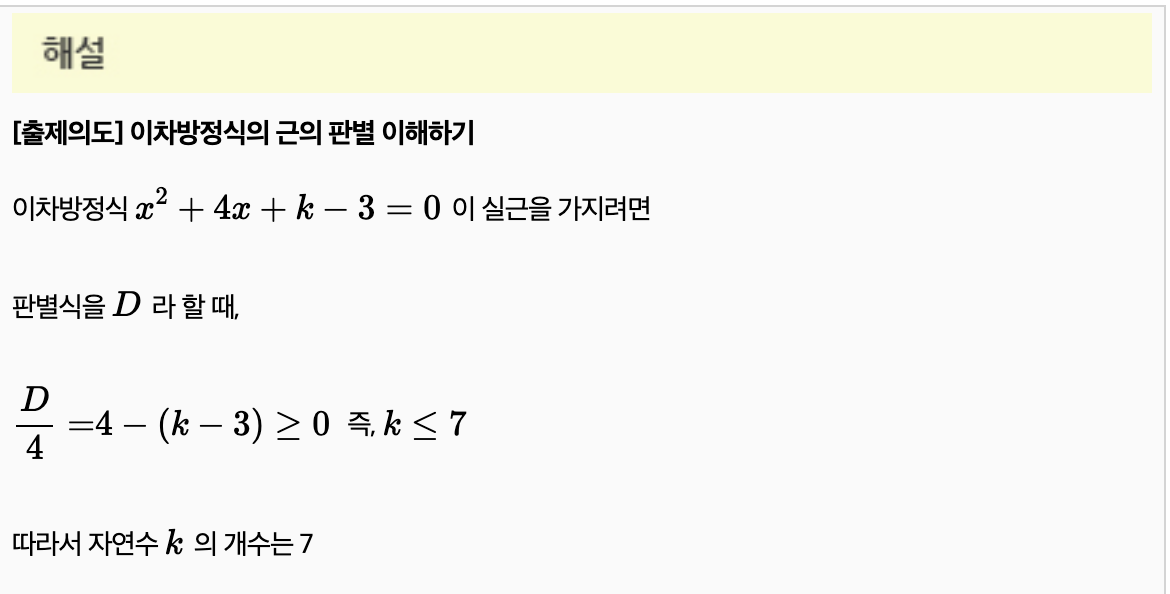 해설
[출제의도] 이차방정식의 근의 판별 이해하기
이차방정식 $x^2 + 4x + k - 3 = 0$ 이 실근을 가지려면
판별식을 $D$ 라 할 때,
$\frac{D}{4} = 4 - (k - 3) \geq 0$ 즉, $k \leq 7$
따라서 자연수 $k$ 의 개수는 7